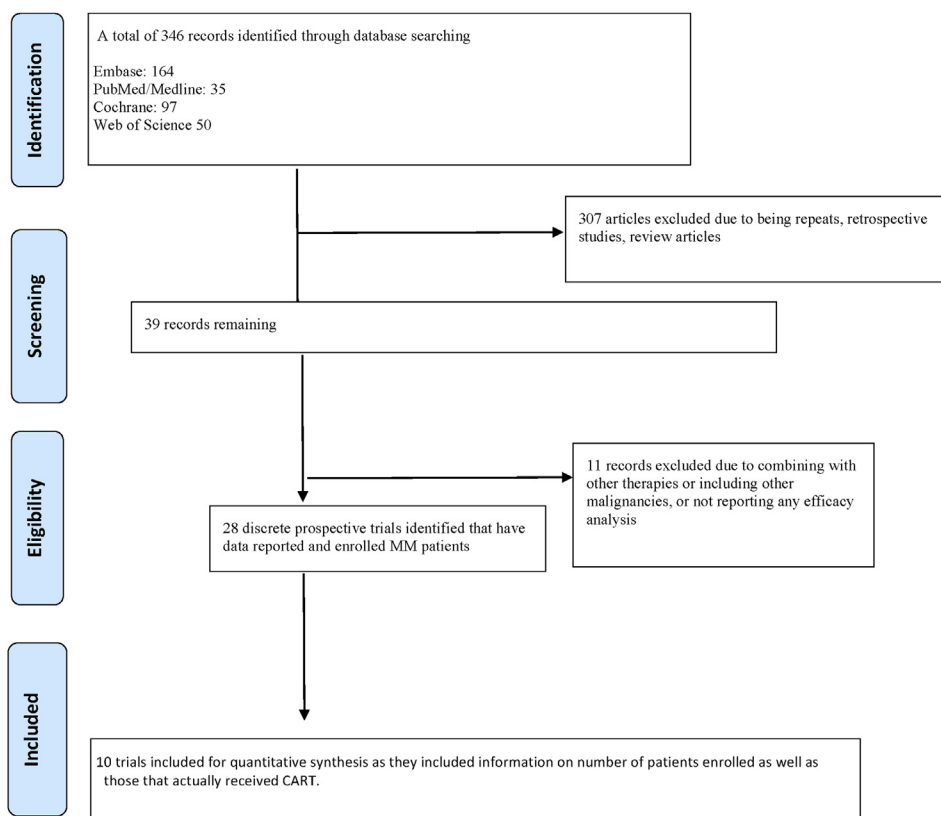 Identification
A total of 346 records identified through database searching
Embase: 164
PubMed/Medline: 35
Cochrane: 97
Web of Science 50
307 articles excluded due to being repeats, retrospective
studies, review articles
Screening
39 records remaining
Eligibility
11 records excluded due to combining with
other therapies or including other
malignancies, or not reporting any efficacy
analysis
28 discrete prospective trials identified that have
data reported and enrolled MM patients
Included
10 trials included for quantitative synthesis as they included information on number of patients enrolled as well as
those that actually received CART.